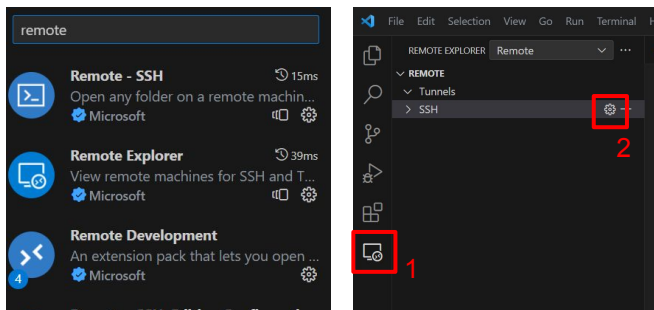 remote
Remote - SSH 15ms
Open any folder on a remote machin...
Microsoft
Remote Explorer 39ms
View remote machines for SSH and T...
Microsoft
Remote Development
An extension pack that lets you open ...
4 Microsoft
File Edit Selection View Go Run Terminal
REMOTE EXPLORER Remote
REMOTE
Tunnels
SSH
2
1